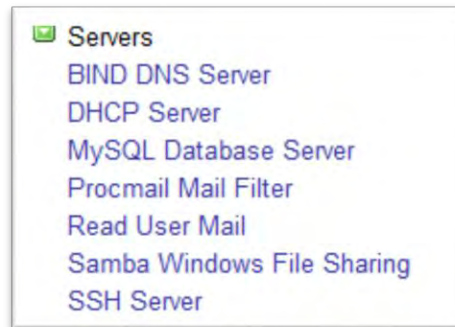 Servers
BIND DNS Server
DHCP Server
MySQL Database Server
Procmail Mail Filter
Read User Mail
Samba Windows File Sharing
SSH Server